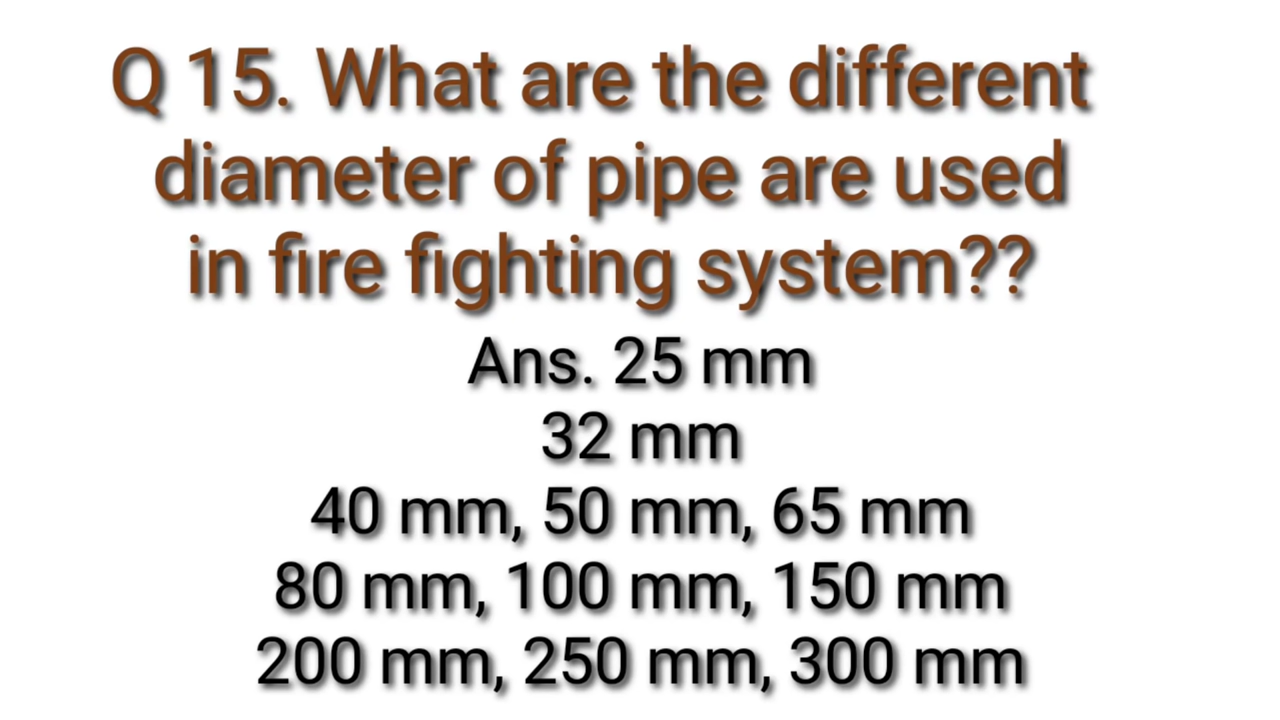 Q 15. What are the different
diameter of pipe are used
in fire fighting system??
Ans. 25 mm
32 mm
40 mm, 50 mm, 65 mm
80 mm, 100 mm, 150 mm
200 mm, 250 mm, 300 mm